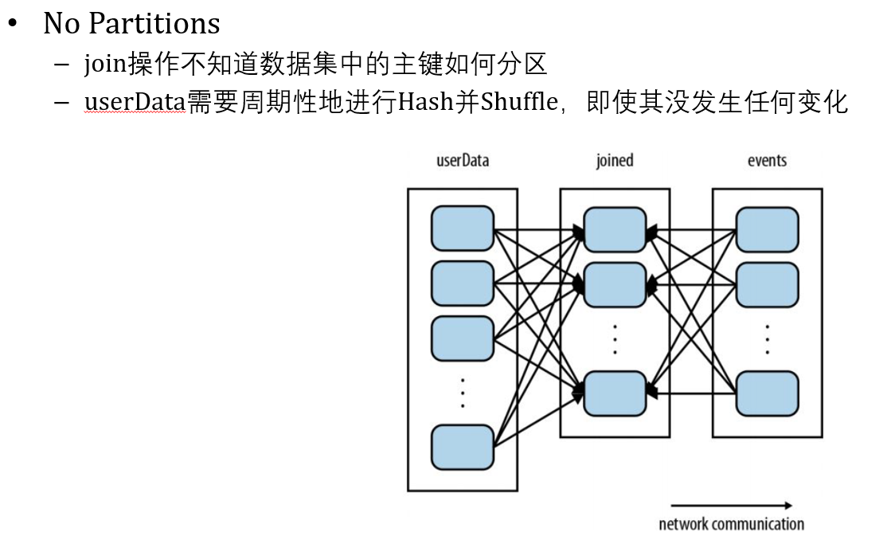 • No Partitions
– join操作不知道数据集中的主键如何分区
– userData需要周期性地进行Hash并Shuffle，即使其没发生任何变化
userData joined events
network communication